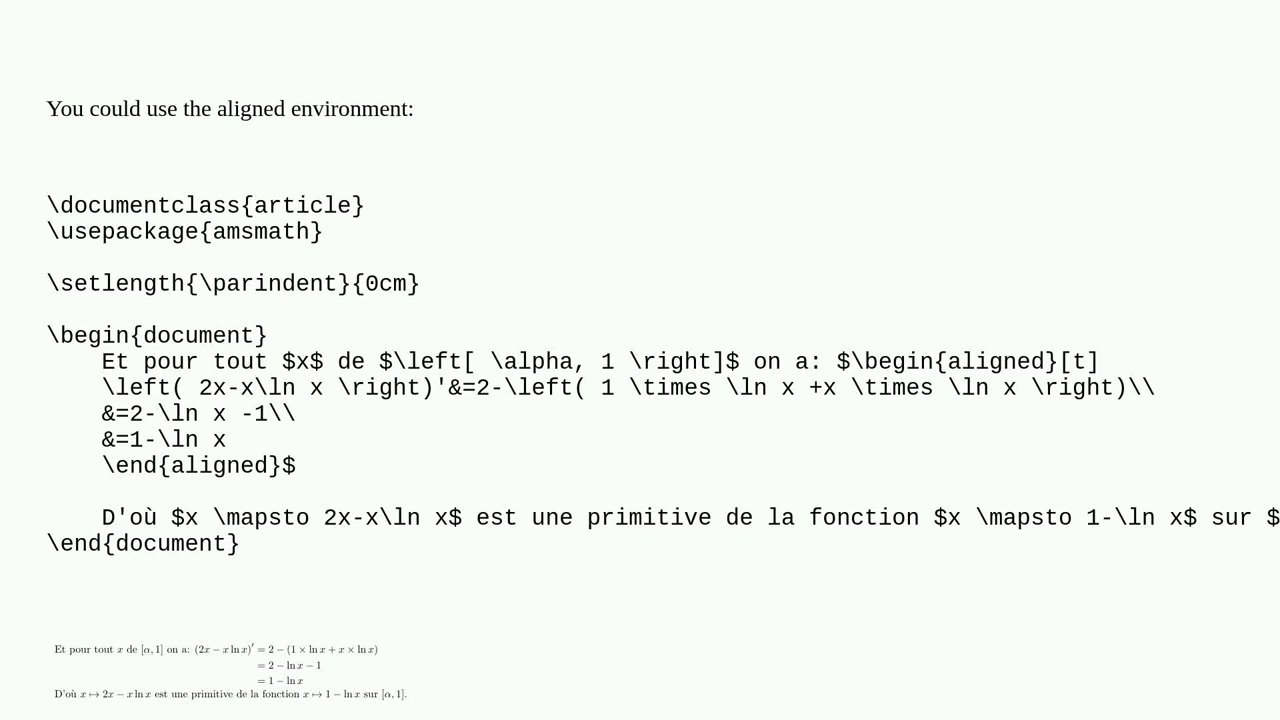 You could use the aligned environment:
\documentclass{article}
\usepackage{amsmath}
\setlength{\parindent}{0cm}
\begin{document}
    Et pour tout $x$ de $\left[ \alpha, 1 \right]$ on a: $\begin{aligned}[t]
    \left( 2x-x\ln x \right)'&=2-\left( 1 \times \ln x +x \times \ln x \right)\\
    &=2-\ln x -1\\
    &=1-\ln x
    \end{aligned}$
    D'où $x \mapsto 2x-x\ln x$ est une primitive de la fonction $x \mapsto 1-\ln x$ sur $
\end{document}
Et pour tout x de [α, 1] on a: (2x − x ln x)′ = 2 − (1 × ln x + x × ln x)
= 2 − ln x − 1
= 1 − ln x
D'où x ↦ 2x − x ln x est une primitive de la fonction x ↦ 1 − ln x sur [α, 1].